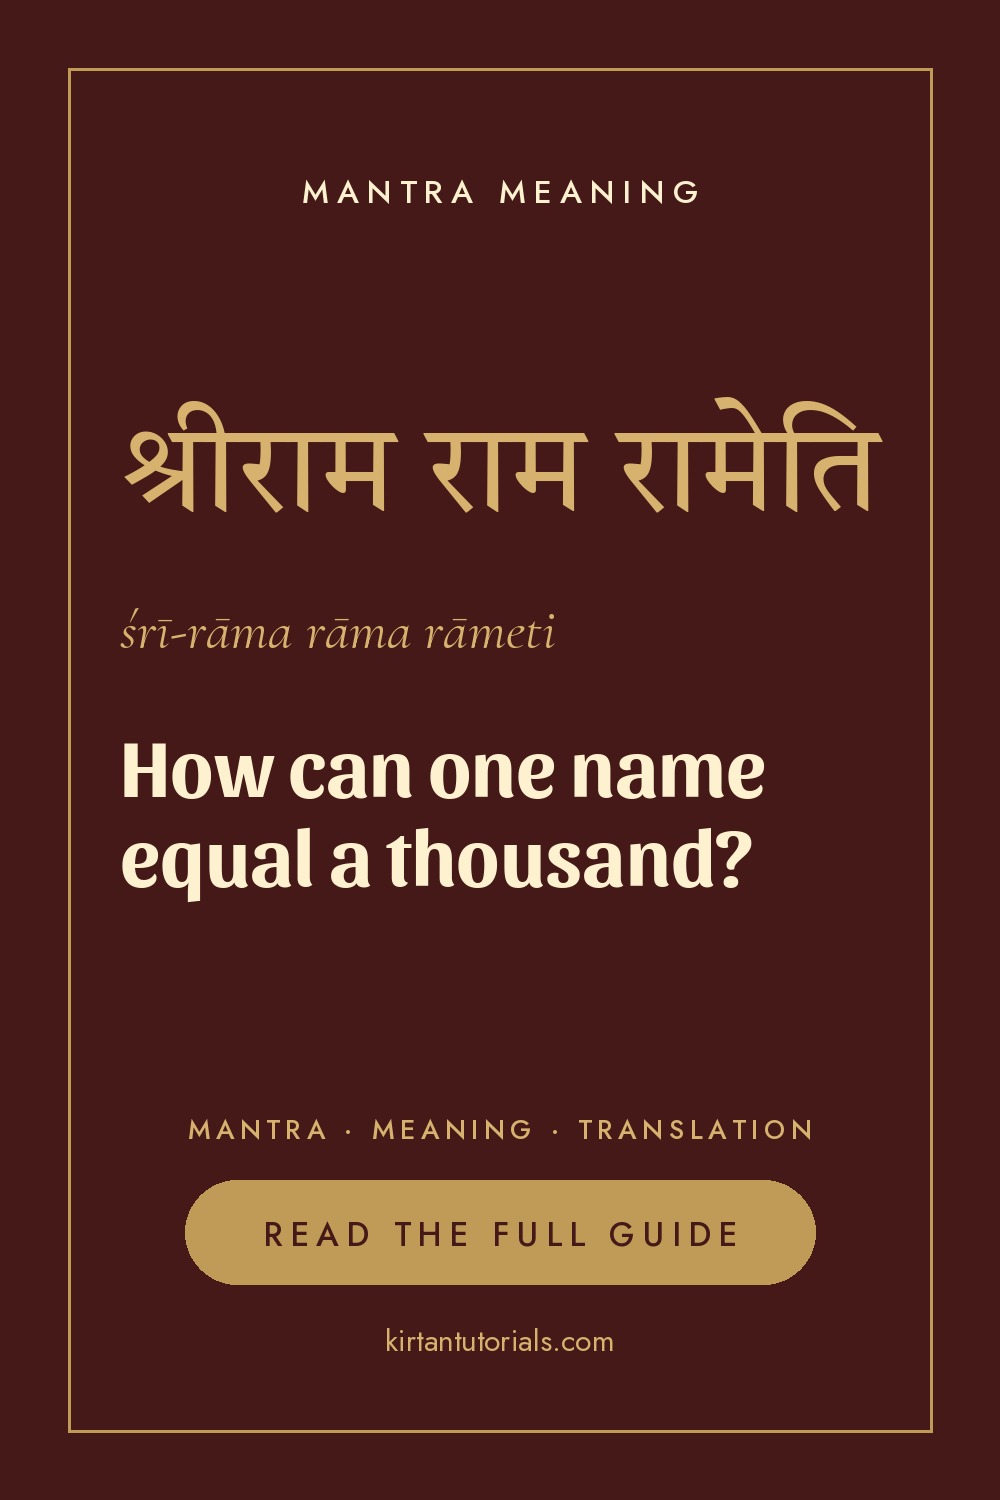 MANTRA MEANING
श्रीराम राम रामेति
śrī-rāma rāma rāmeti
How can one name
equal a thousand?
MANTRA · MEANING · TRANSLATION
READ THE FULL GUIDE
kirtantutorials.com